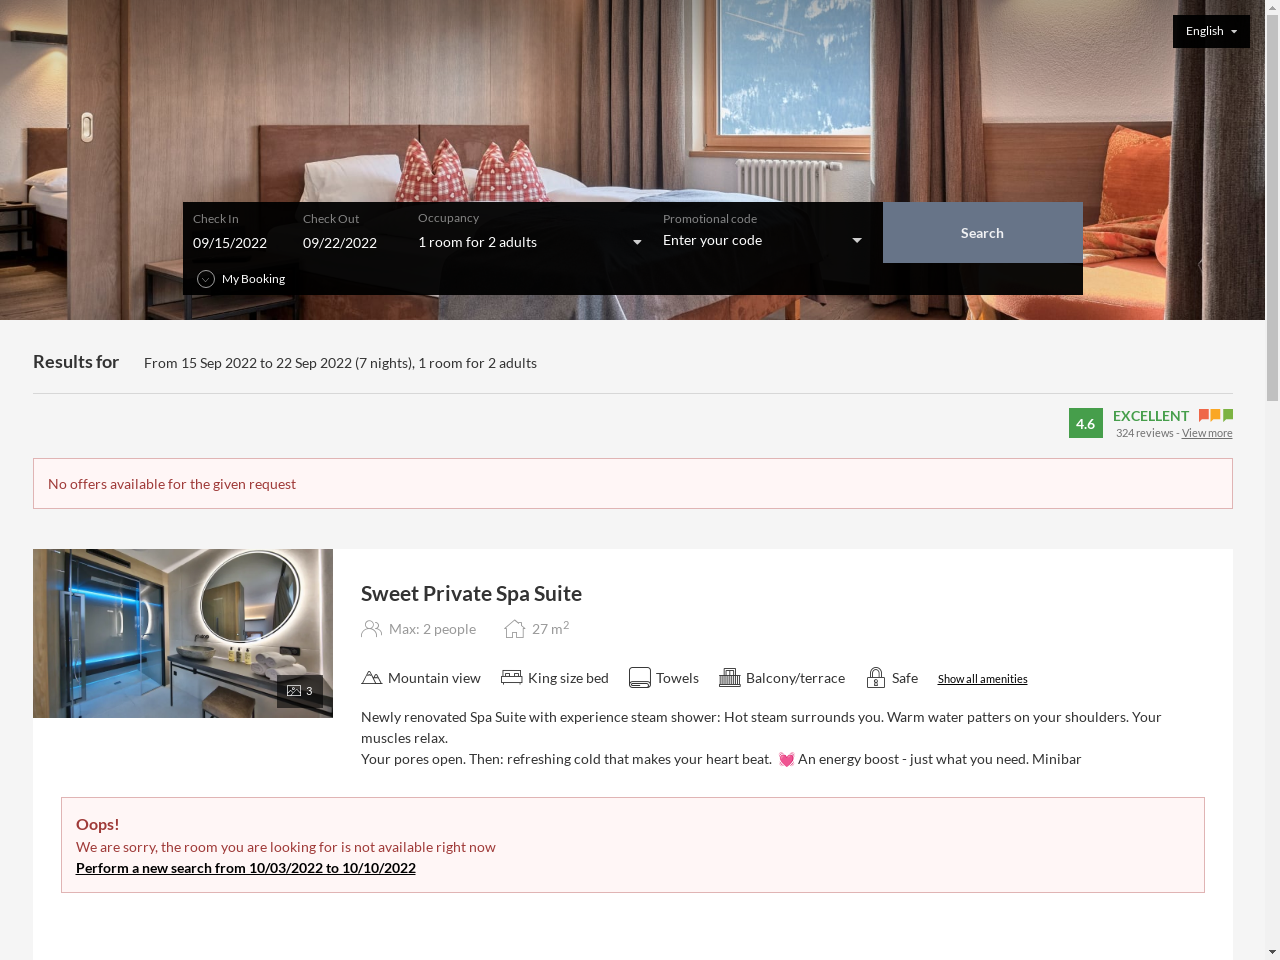 English
Check In
Check Out
Occupancy
Promotional code
09/15/2022
09/22/2022
1 room for 2 adults
Enter your code
Search
My Booking
Results for
From 15 Sep 2022 to 22 Sep 2022 (7 nights), 1 room for 2 adults
4.6
EXCELLENT
324 reviews - View more
No offers available for the given request
3
Sweet Private Spa Suite
Max: 2 people
27 m2
Mountain view
King size bed
Towels
Balcony/terrace
Safe
Show all amenities
Newly renovated Spa Suite with experience steam shower: Hot steam surrounds you. Warm water patters on your shoulders. Your
muscles relax.
Your pores open. Then: refreshing cold that makes your heart beat. 💓 An energy boost - just what you need. Minibar
Oops!
We are sorry, the room you are looking for is not available right now
Perform a new search from 10/03/2022 to 10/10/2022